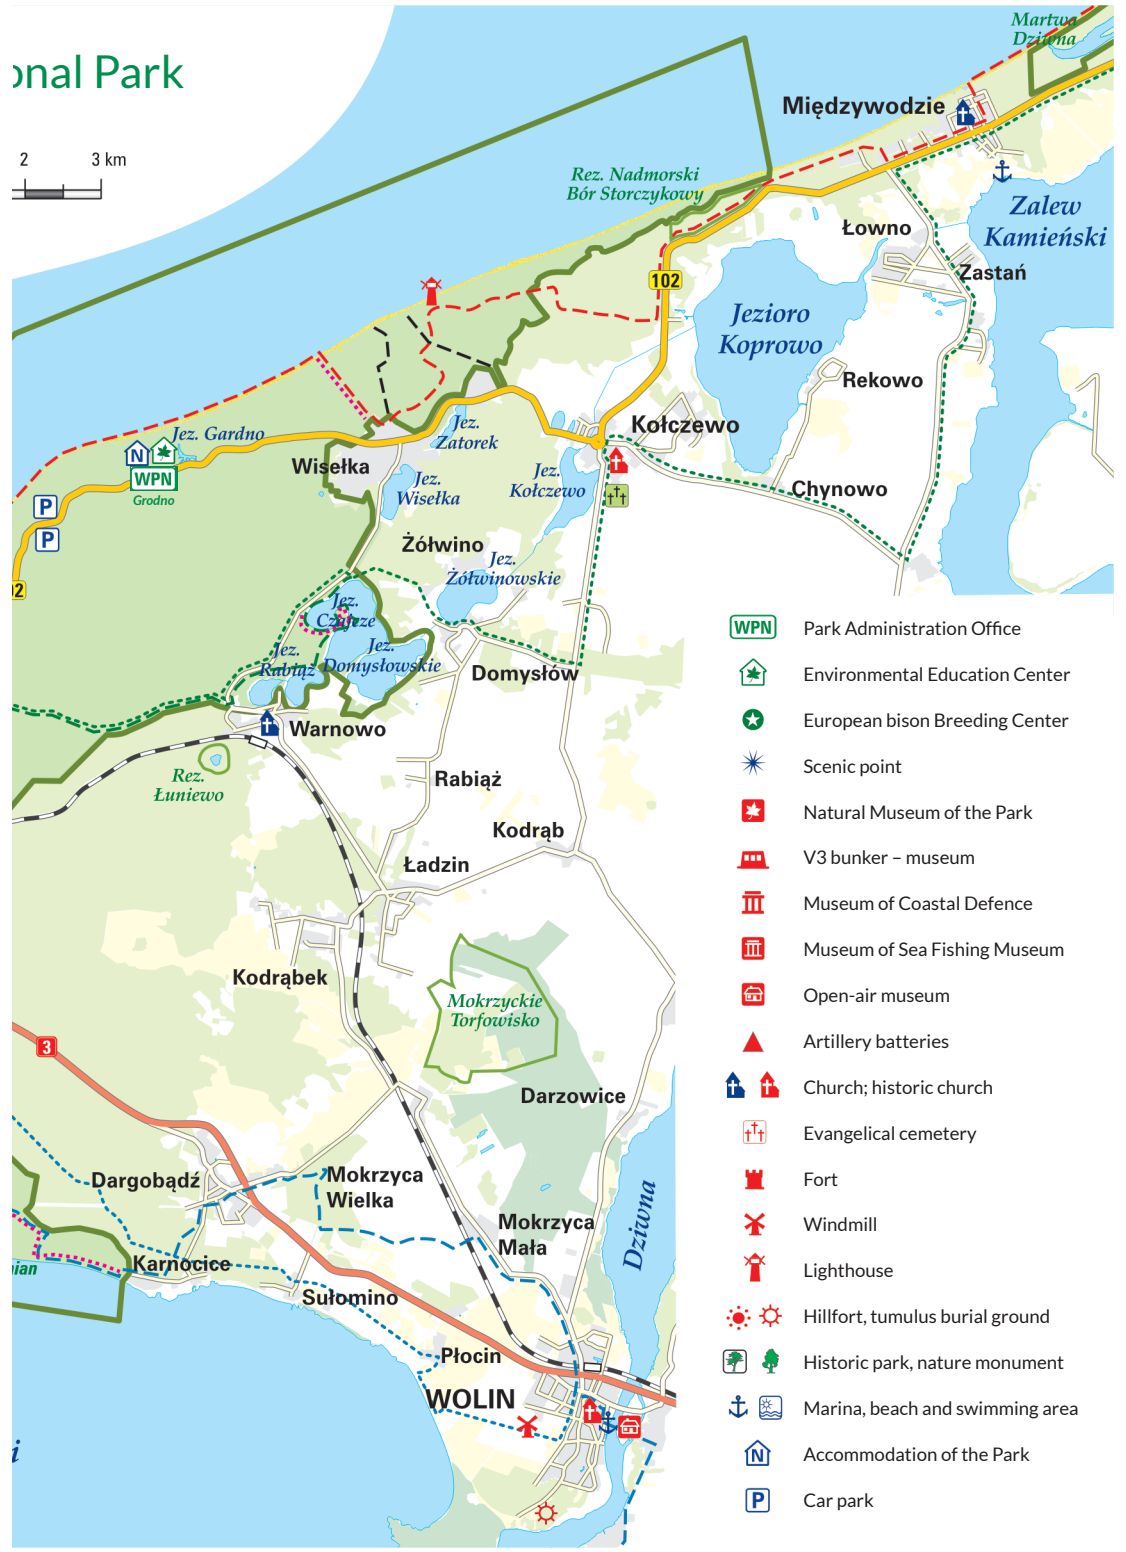 onal Park
2 3 km
Martwa
Dziwna
Międzywodzie
Rez. Nadmorski
Bór Storczykowy
Zalew
Kamieński
Łowno
Zastań
102
Jezioro
Koprowo
Rekowo
Kołczewo
Jez. Gardno
Jez.
Zatorek
N
WPN
Grodno
Wisełka
Jez.
Wisełka
Jez.
Kołczewo
Chynowo
P
P
Żółwino
Jez.
Żółwinowskie
02
Jez.
Czajcze
Jez.
Rabiąż
Jez.
Domysłowskie
Domysłów
Warnowo
Rez.
Łuniewo
Rabiąż
Kodrąb
Ładzin
Kodrąbek
Mokrzyckie
Torfowisko
3
Darzowice
Dargobądź
Mokrzyca
Wielka
Dziwna
Mokrzyca
Mała
Karnocice
nian
Sułomino
Płocin
WOLIN
i
WPN Park Administration Office
Environmental Education Center
European bison Breeding Center
Scenic point
Natural Museum of the Park
V3 bunker – museum
Museum of Coastal Defence
Museum of Sea Fishing Museum
Open-air museum
Artillery batteries
Church; historic church
Evangelical cemetery
Fort
Windmill
Lighthouse
Hillfort, tumulus burial ground
Historic park, nature monument
Marina, beach and swimming area
N Accommodation of the Park
P Car park